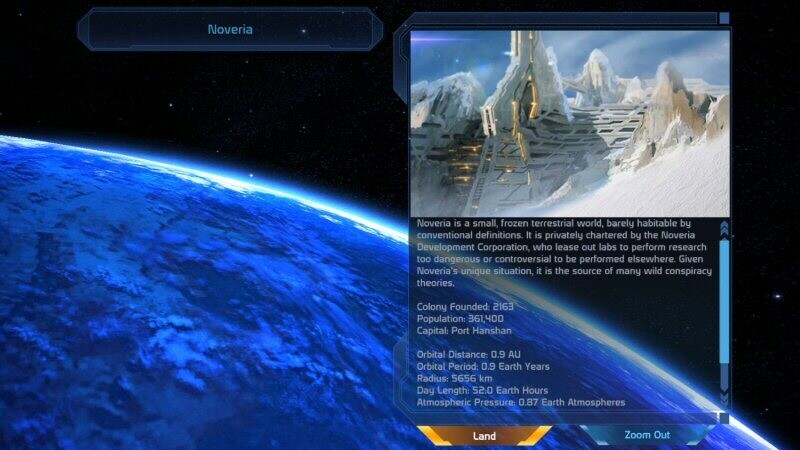 Noveria
Noveria is a small, frozen terrestrial world, barely habitable by
conventional definitions. It is privately chartered by the Noveria
Development Corporation, who lease out labs to perform research
too dangerous or controversial to be performed elsewhere. Given
Noveria's unique situation, it is the source of many wild conspiracy
theories.
Colony Founded: 2163
Population: 361,400
Capital: Port Hanshan
Orbital Distance: 0.9 AU
Orbital Period: 0.9 Earth Years
Radius: 5656 km
Day Length: 52.0 Earth Hours
Atmospheric Pressure: 0.87 Earth Atmospheres
Land
Zoom Out